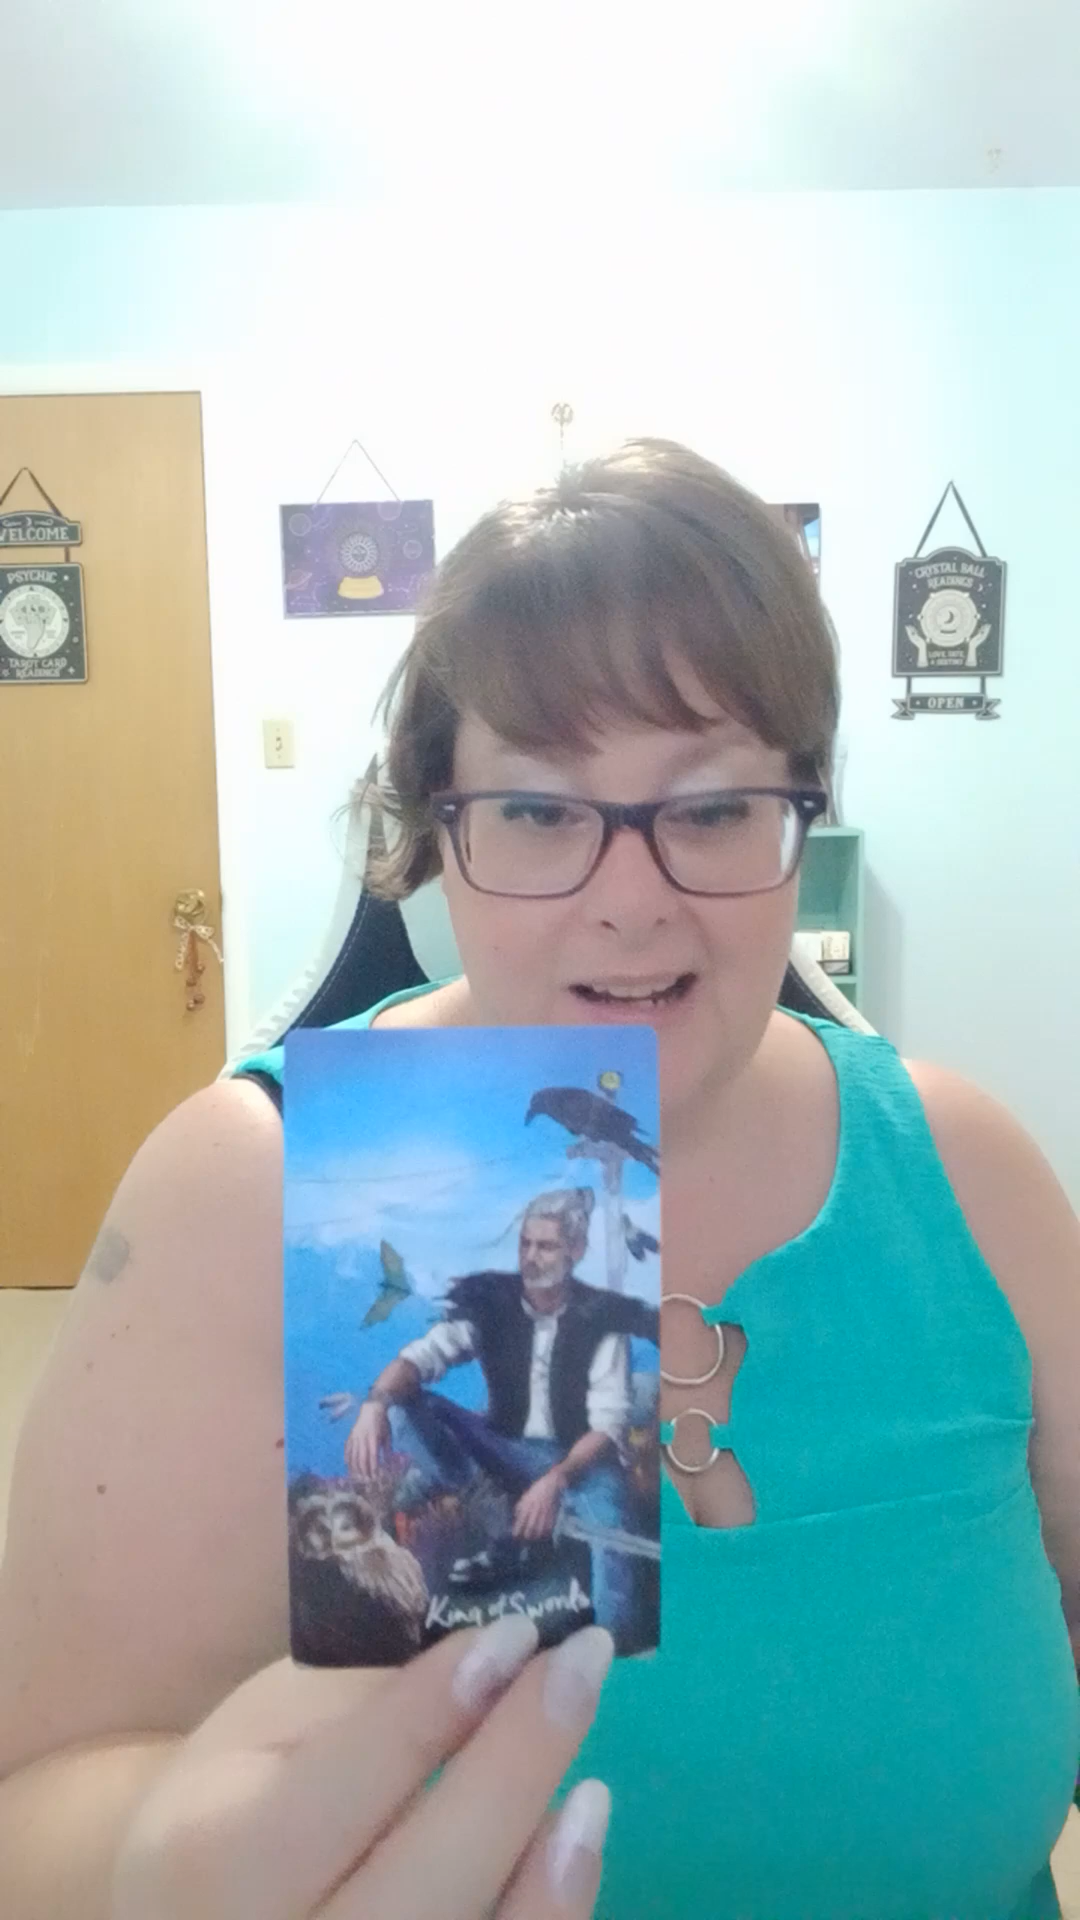 WELCOME
PSYCHIC
TAROT CARD
READINGS
CRYSTAL BALL
READINGS
LOVE, FATE,
& DESTINY
OPEN
King of Swords